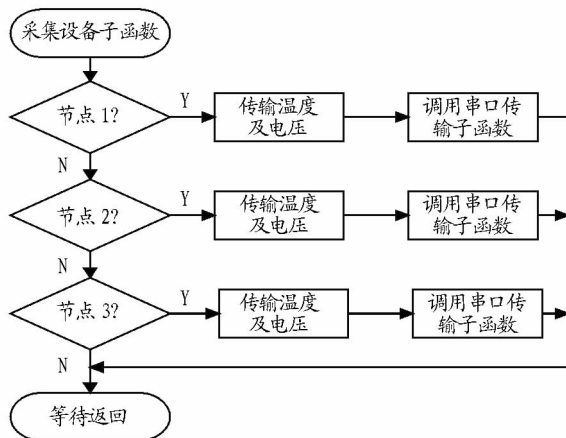 采集设备子函数
节点 1?
Y
传输温度
及电压
调用串口传
输子函数
N
节点 2?
Y
传输温度
及电压
调用串口传
输子函数
N
节点 3?
Y
传输温度
及电压
调用串口传
输子函数
N
等待返回